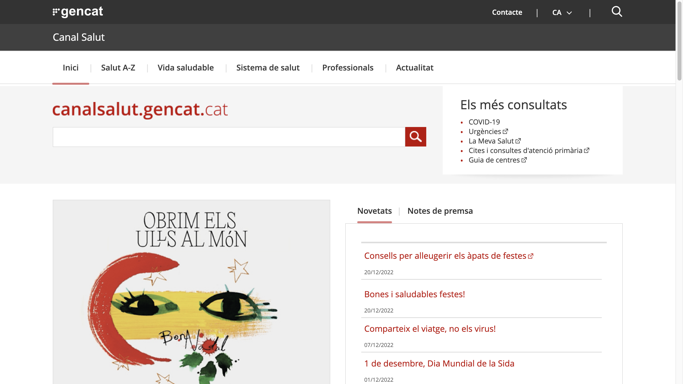 gencat
Contacte
CA
Canal Salut
Inici
Salut A-Z
Vida saludable
Sistema de salut
Professionals
Actualitat
canalsalut.gencat.cat
Els més consultats
COVID-19
Urgències
La Meva Salut
Cites i consultes d'atenció primària
Guia de centres
OBRIM ELS
ULLS AL MÓN
Bon Nadal
Novetats
Notes de premsa
Consells per alleugerir els àpats de festes
20/12/2022
Bones i saludables festes!
20/12/2022
Comparteix el viatge, no els virus!
07/12/2022
1 de desembre, Dia Mundial de la Sida
01/12/2022